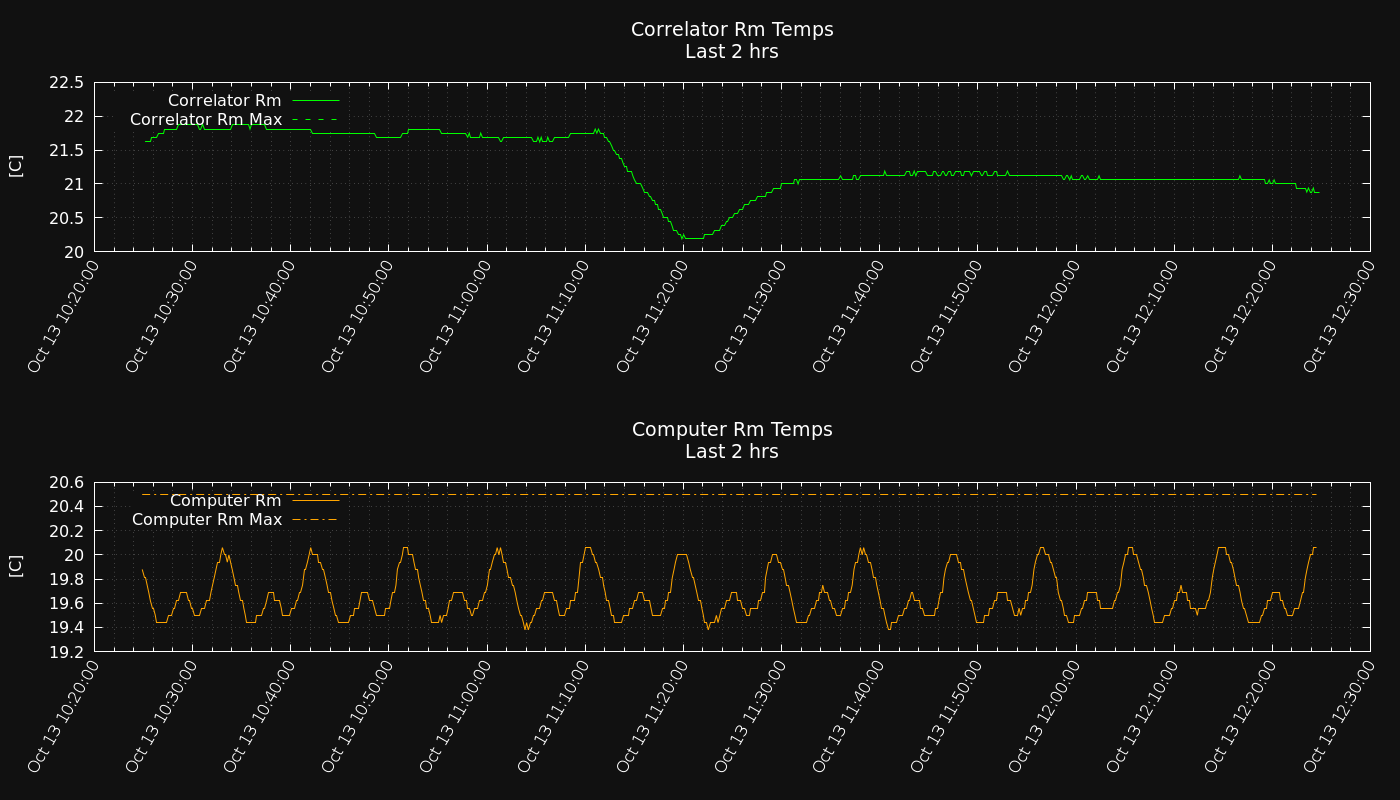 Correlator Rm Temps
Last 2 hrs
22.5
22
21.5
21
20.5
20
[C]
Correlator Rm
Correlator Rm Max
Oct 13 10:20:00
Oct 13 10:30:00
Oct 13 10:40:00
Oct 13 10:50:00
Oct 13 11:00:00
Oct 13 11:10:00
Oct 13 11:20:00
Oct 13 11:30:00
Oct 13 11:40:00
Oct 13 11:50:00
Oct 13 12:00:00
Oct 13 12:10:00
Oct 13 12:20:00
Oct 13 12:30:00
Computer Rm Temps
Last 2 hrs
20.6
20.4
20.2
20
19.8
19.6
19.4
19.2
[C]
Computer Rm
Computer Rm Max
Oct 13 10:20:00
Oct 13 10:30:00
Oct 13 10:40:00
Oct 13 10:50:00
Oct 13 11:00:00
Oct 13 11:10:00
Oct 13 11:20:00
Oct 13 11:30:00
Oct 13 11:40:00
Oct 13 11:50:00
Oct 13 12:00:00
Oct 13 12:10:00
Oct 13 12:20:00
Oct 13 12:30:00